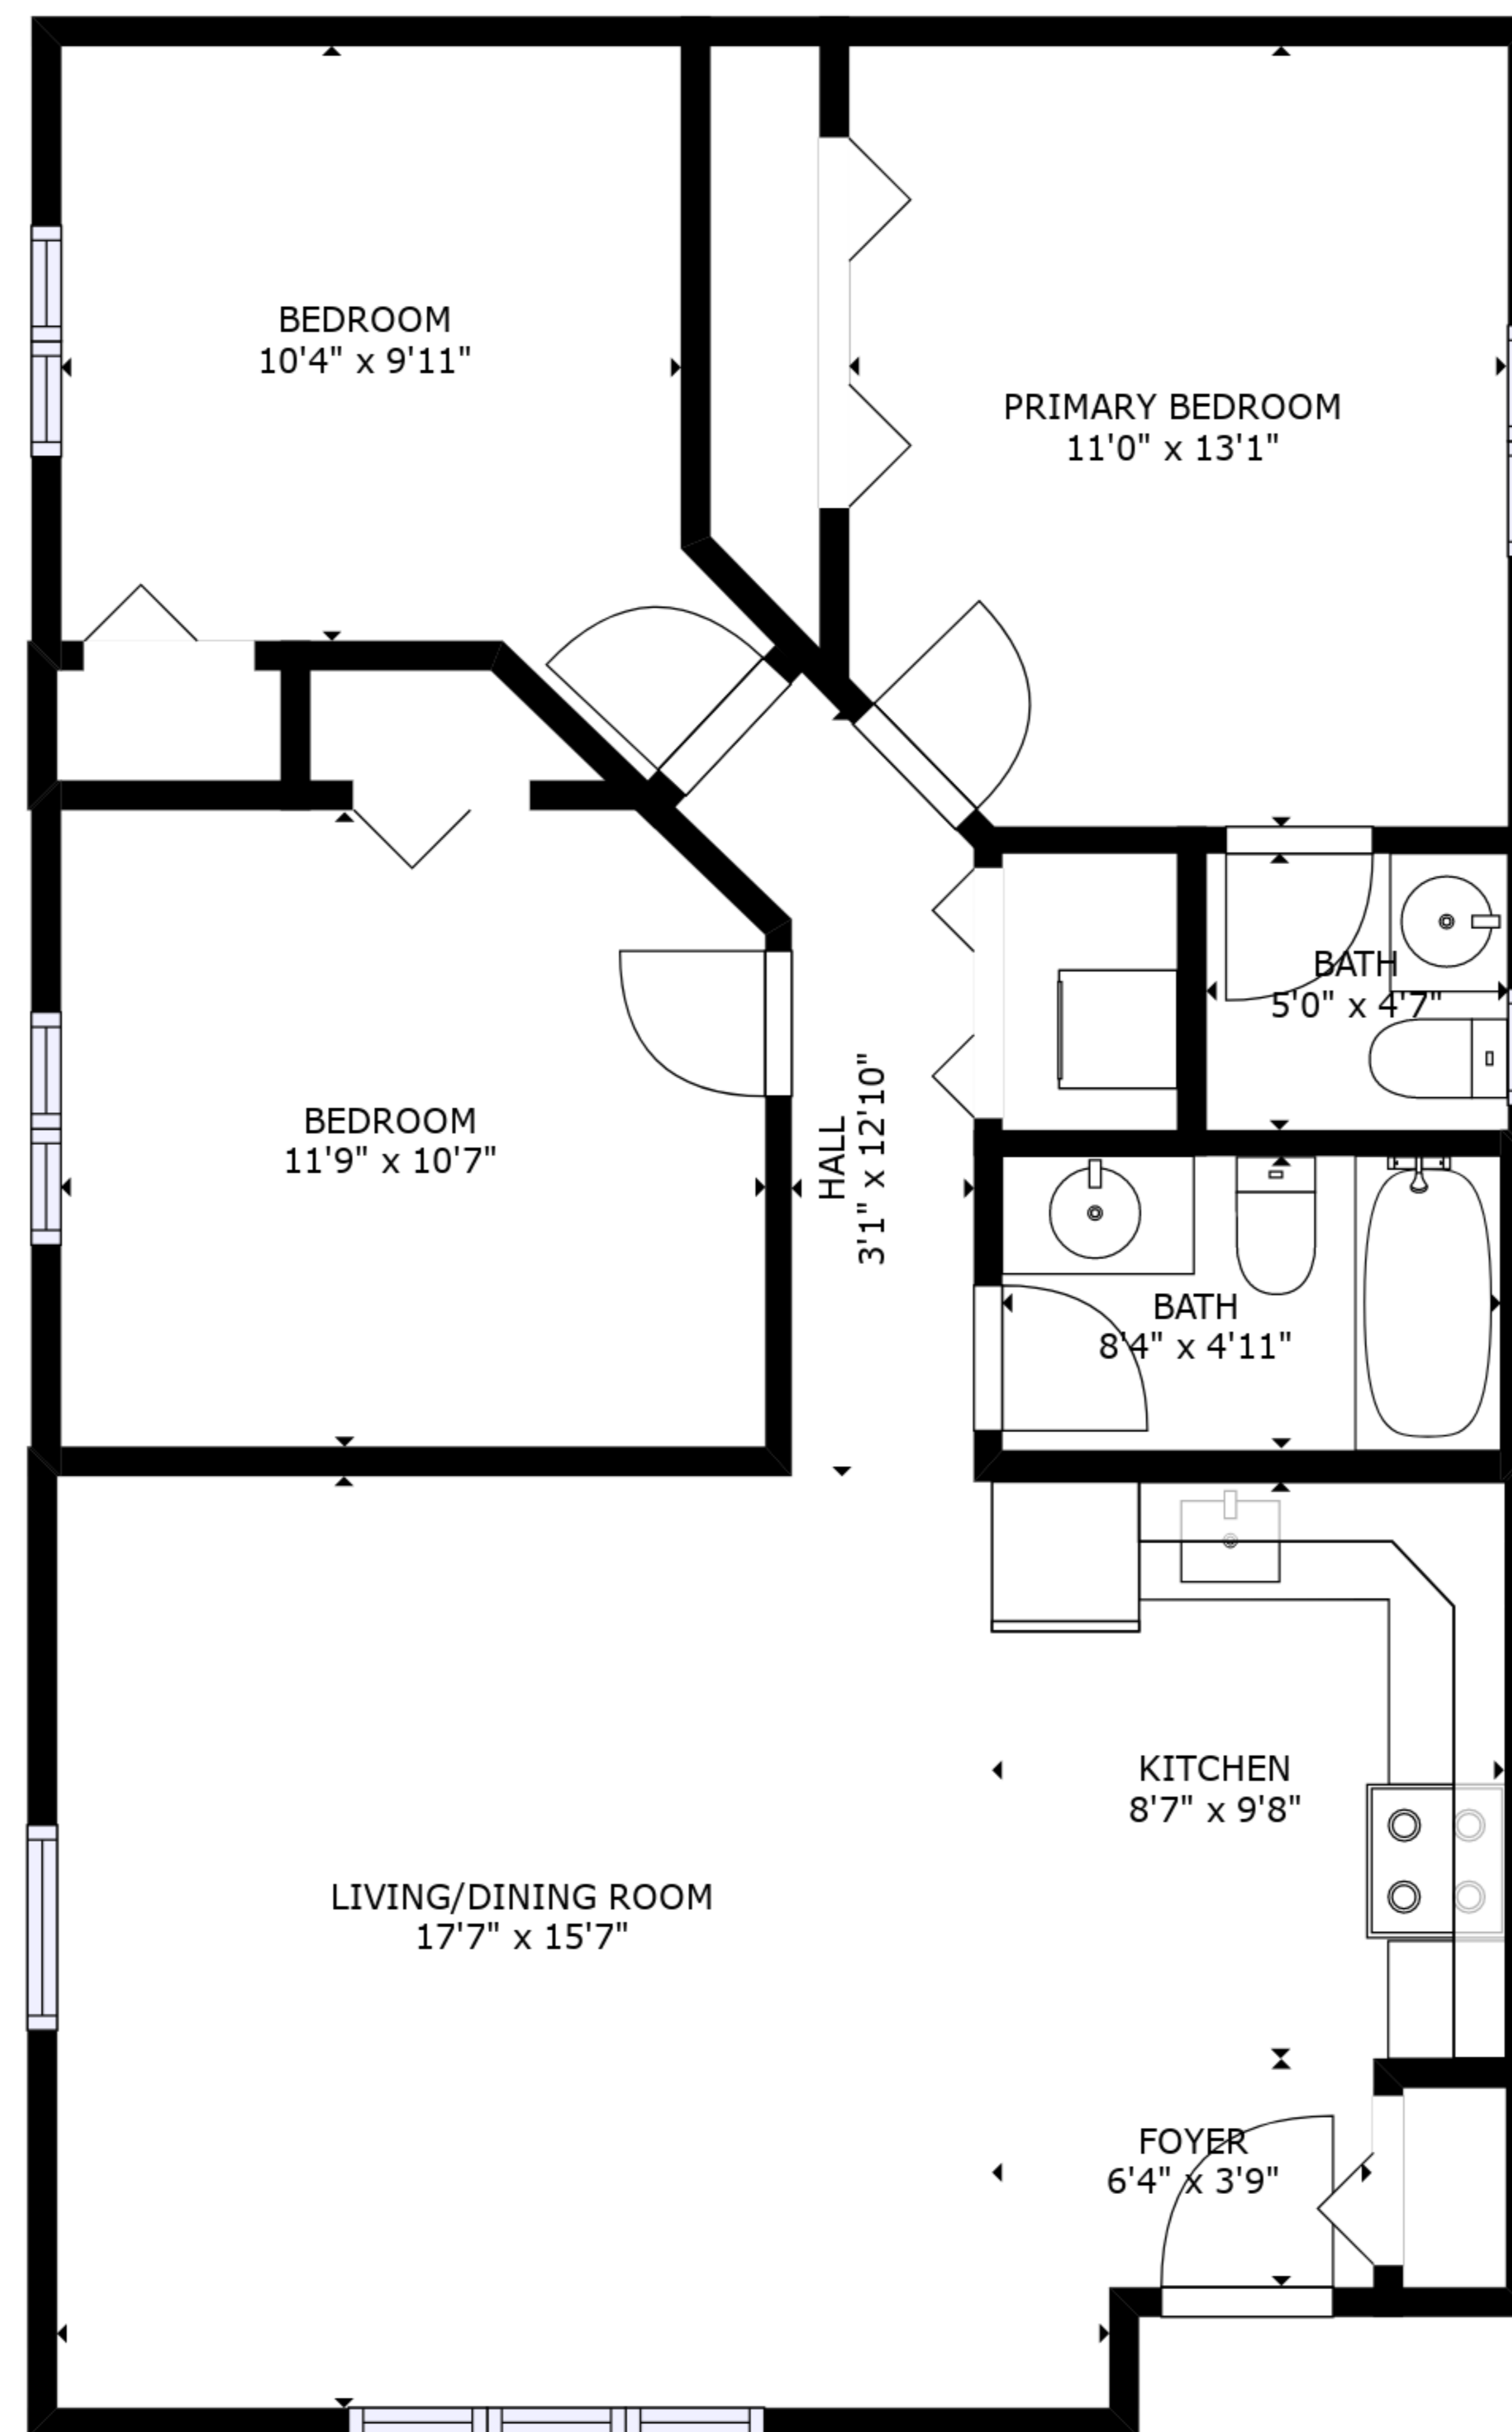 BEDROOM
10'4" x 9'11"
PRIMARY BEDROOM
11'0" x 13'1"
BATH
5'0" x 4'7"
BEDROOM
11'9" x 10'7"
HALL
3'1" x 12'10"
BATH
8'4" x 4'11"
KITCHEN
8'7" x 9'8"
LIVING/DINING ROOM
17'7" x 15'7"
FOYER
6'4" x 3'9"